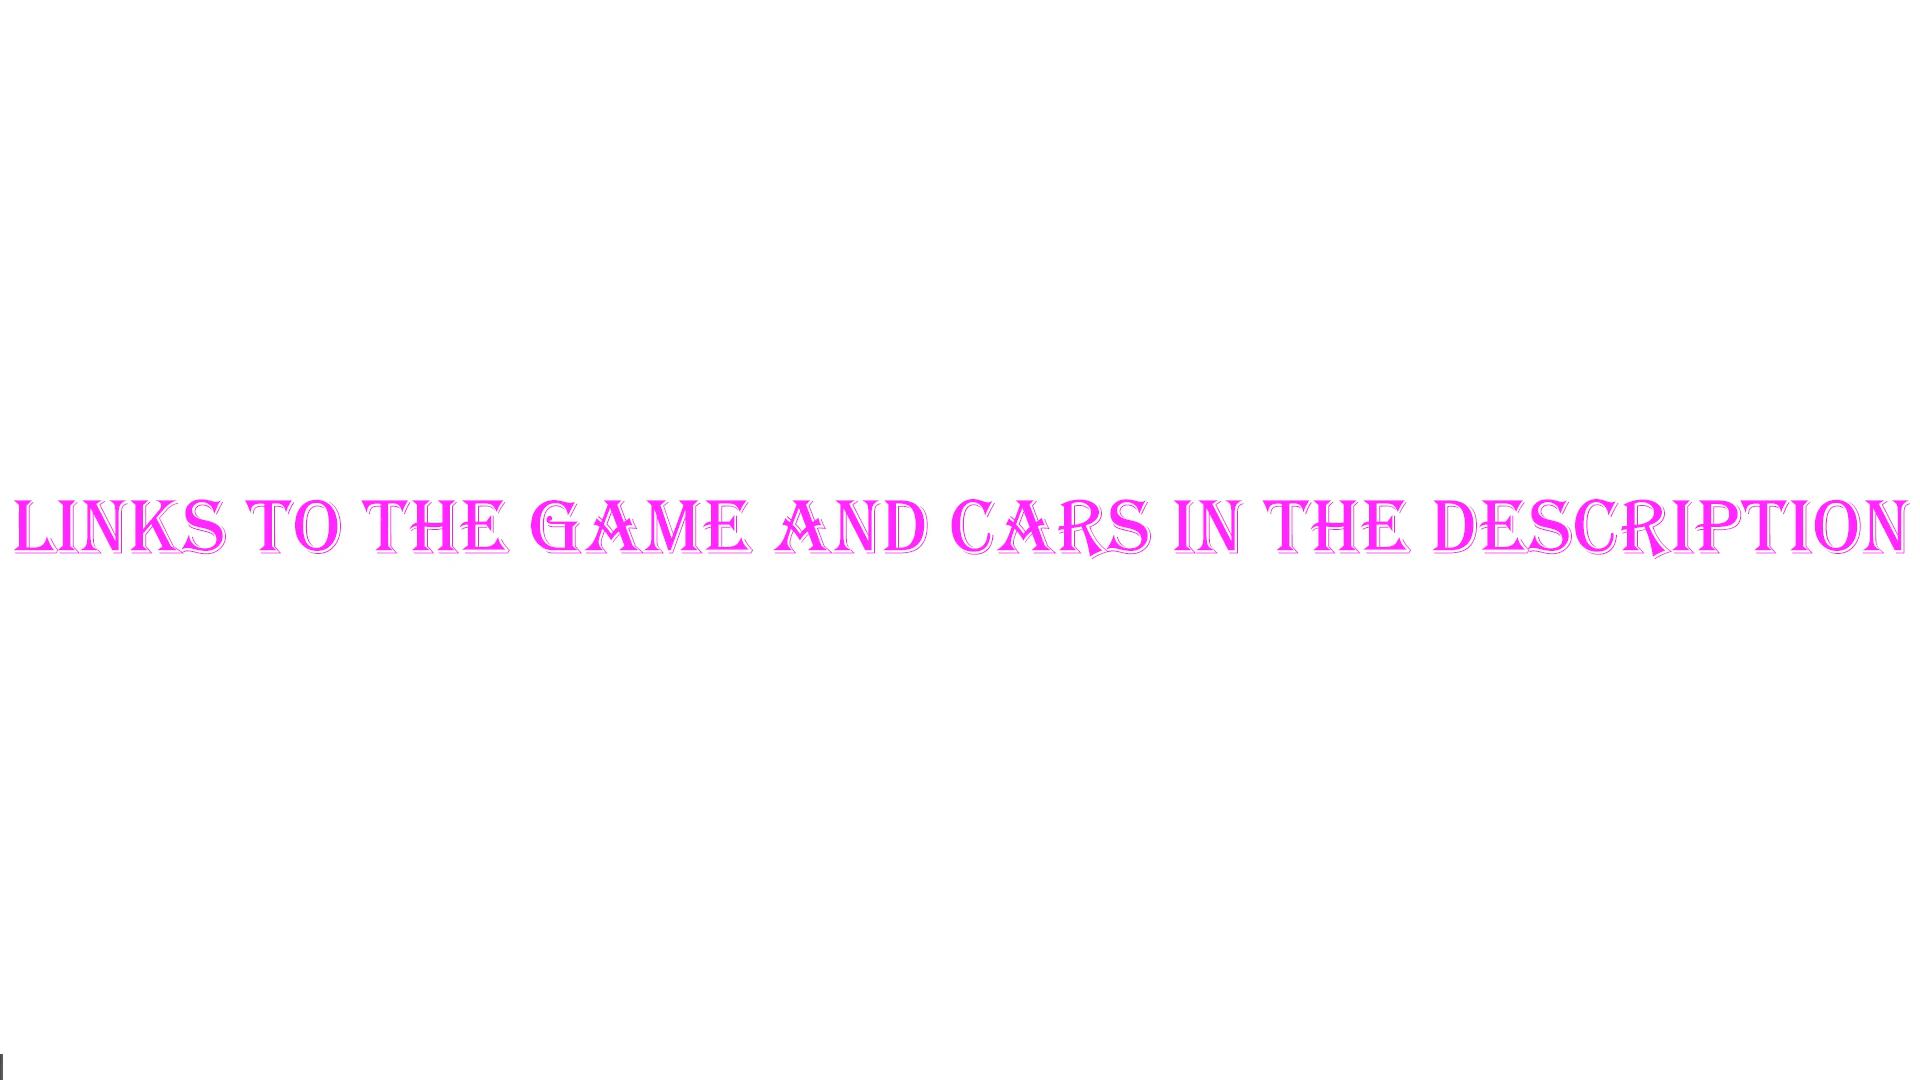 LINKS TO THE GAME AND CARS IN THE DESCRIPTION